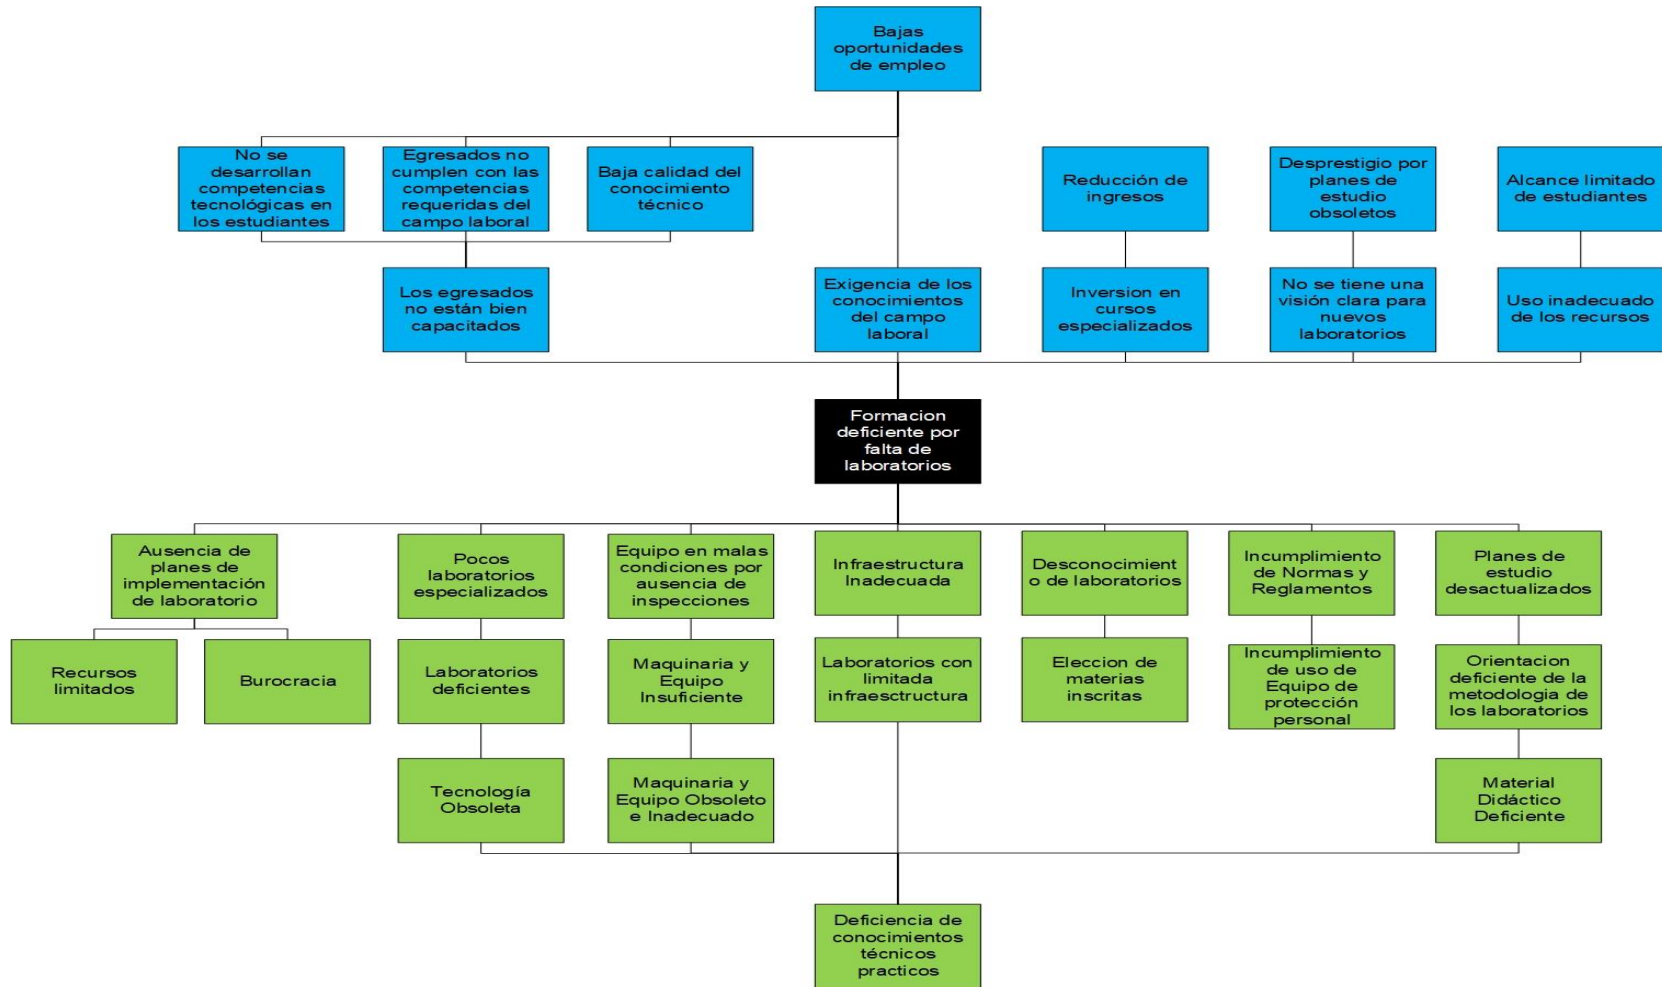 Bajas
oportunidades
de empleo
No se
desarrollan
competencias
tecnológicas en
los estudiantes
Egresados no
cumplen con las
competencias
requeridas del
campo laboral
Baja calidad del
conocimiento
técnico
Reducción de
ingresos
Desprestigio por
planes de
estudio
obsoletos
Alcance limitado
de estudiantes
Los egresados
no están bien
capacitados
Exigencia de los
conocimientos
del campo
laboral
Inversion en
cursos
especializados
No se tiene una
visión clara para
nuevos
laboratorios
Uso inadecuado
de los recursos
Formacion
deficiente por
falta de
laboratorios
Ausencia de
planes de
implementación
de laboratorio
Pocos
laboratorios
especializados
Equipo en malas
condiciones por
ausencia de
inspecciones
Infraestructura
Inadecuada
Desconocimient
o de laboratorios
Incumplimiento
de Normas y
Reglamentos
Planes de
estudio
desactualizados
Recursos
limitados
Burocracia
Laboratorios
deficientes
Maquinaria y
Equipo
Insuficiente
Laboratorios con
limitada
infraesctructura
Eleccion de
materias
inscritas
Incumplimiento
de uso de
Equipo de
protección
personal
Orientacion
deficiente de la
metodologia de
los laboratorios
Tecnología
Obsoleta
Maquinaria y
Equipo Obsoleto
e Inadecuado
Material
Didáctico
Deficiente
Deficiencia de
conocimientos
técnicos
practicos